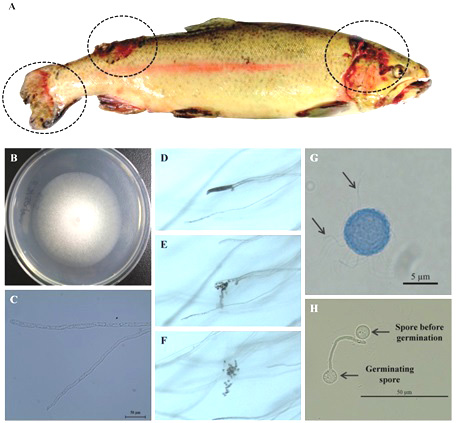 A
B
D
G
5 µm
E
C
50 µm
F
H
Spore before
germination
Germinating
spore
50 µm